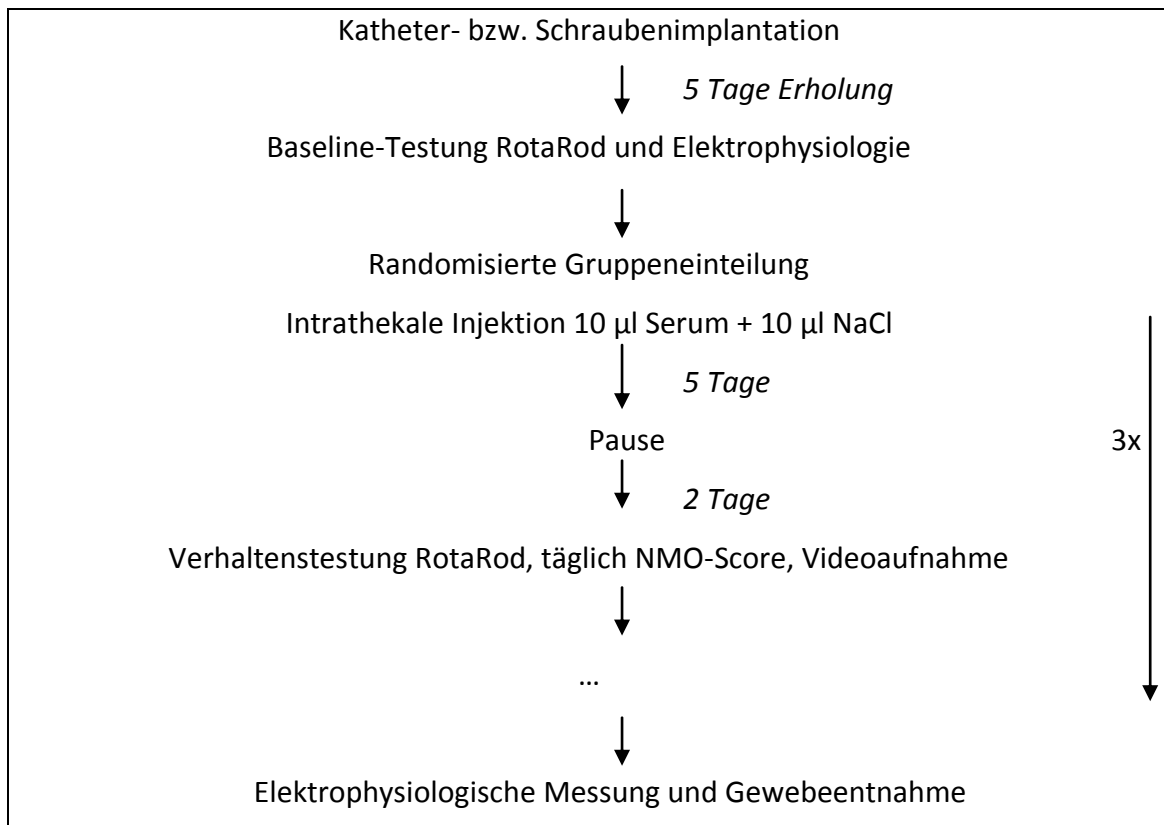 Katheter- bzw. Schraubenimplantation
5 Tage Erholung
Baseline-Testung RotaRod und Elektrophysiologie
Randomisierte Gruppeneinteilung
Intrathekale Injektion 10 µl Serum + 10 µl NaCl
5 Tage
Pause
3x
2 Tage
Verhaltenstestung RotaRod, täglich NMO-Score, Videoaufnahme
...
Elektrophysiologische Messung und Gewebeentnahme